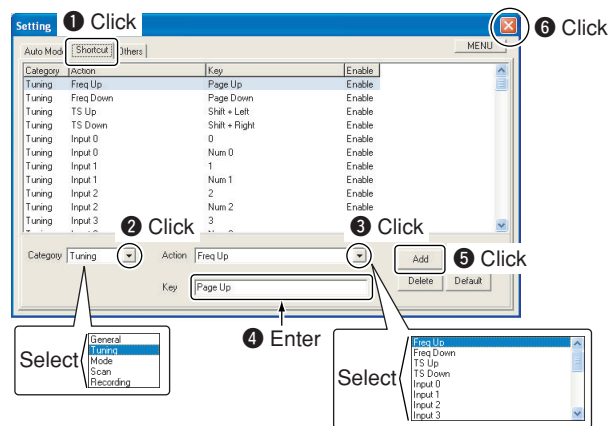 Setting
❶ Click
❻ Click
Auto Mode Shortcut Others
MENU
Category Action Key Enable
Tuning Freq Up Page Up Enable
Tuning Freq Down Page Down Enable
Tuning TS Up Shift + Left Enable
Tuning TS Down Shift + Right Enable
Tuning Input 0 0 Enable
Tuning Input 0 Num 0 Enable
Tuning Input 1 1 Enable
Tuning Input 1 Num 1 Enable
Tuning Input 2 2 Enable
Tuning Input 2 Num 2 Enable
Tuning Input 3 3 Enable
❷ Click
❸ Click
Category Tuning Action Freq Up Add
❺ Click
Key Page Up Delete Default
❹ Enter
Select
General
Tuning
Mode
Scan
Recording
Select
Freq Up
Freq Down
TS Up
TS Down
Input 0
Input 1
Input 2
Input 3